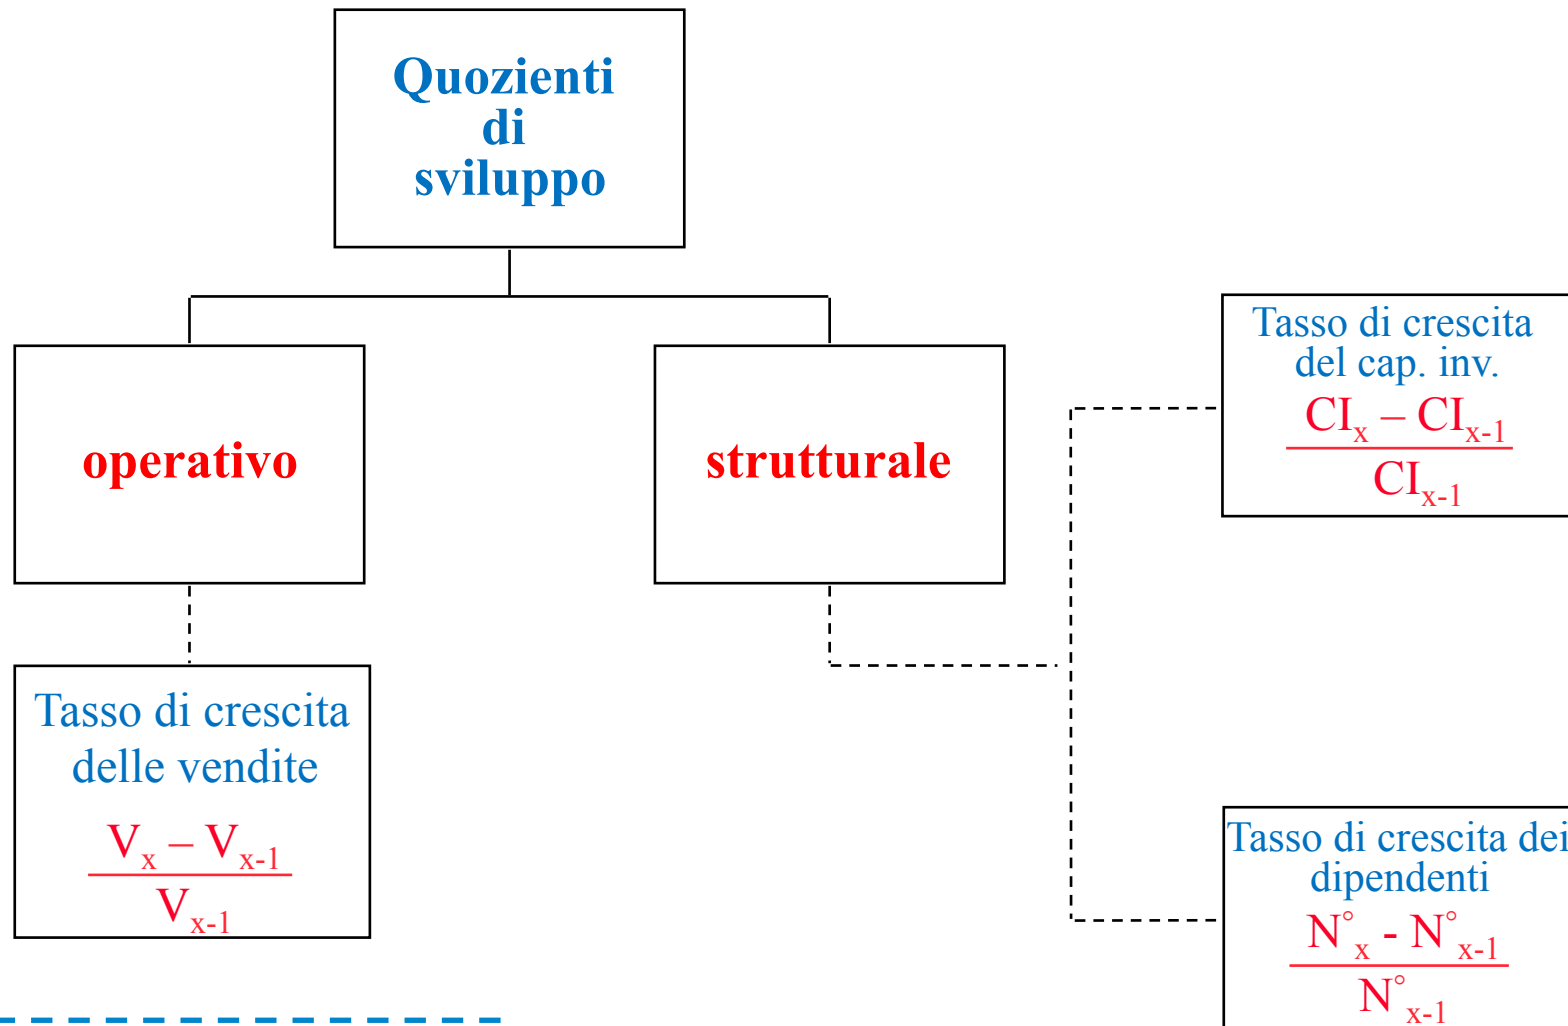 Quozienti
di
sviluppo
operativo
strutturale
Tasso di crescita
delle vendite
Vx – Vx-1
Vx-1
Tasso di crescita
del cap. inv.
CIx – CIx-1
CIx-1
Tasso di crescita dei
dipendenti
N°x - N°x-1
N°x-1